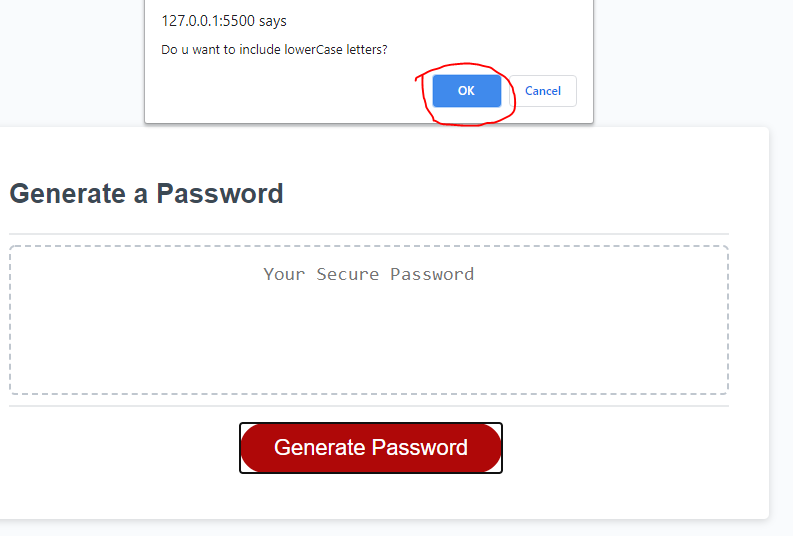 127.0.0.1:5500 says
Do u want to include lowerCase letters?
OK Cancel
Generate a Password
Your Secure Password
Generate Password